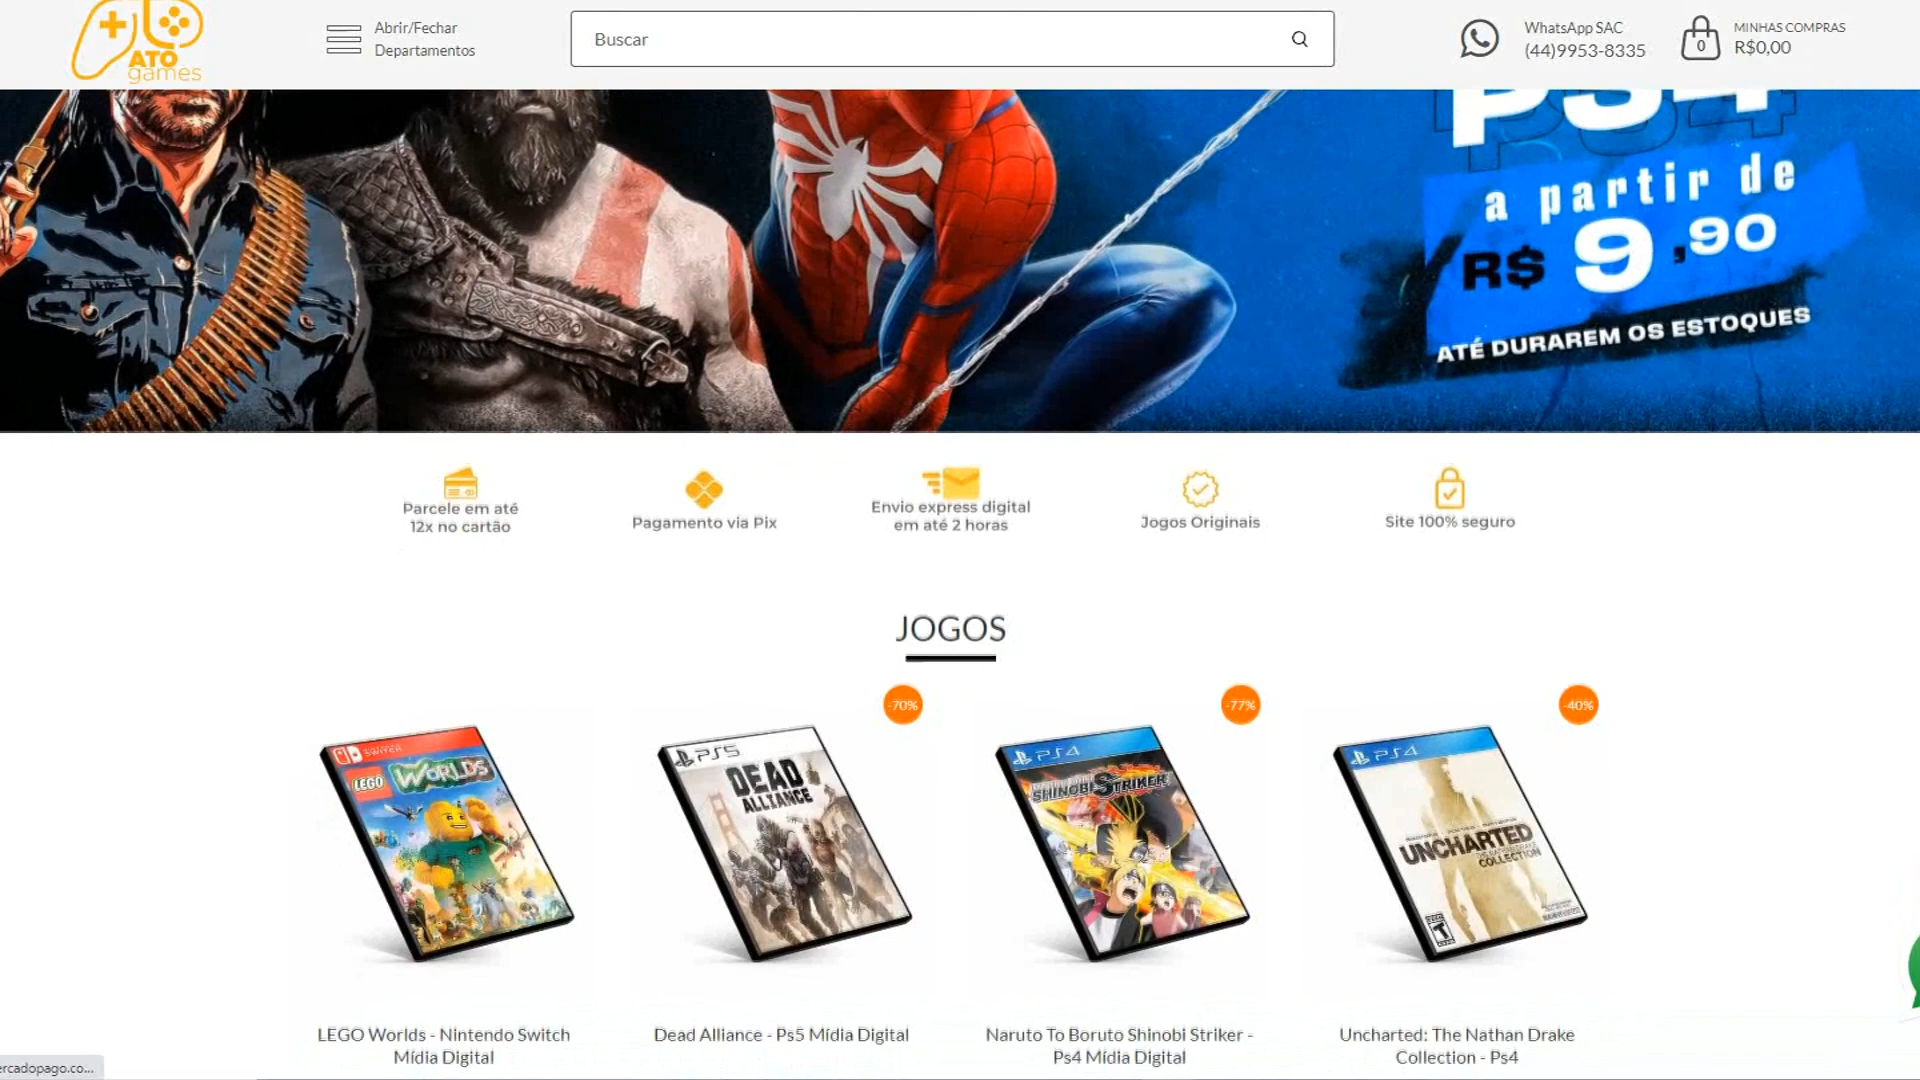 ATO
games
Abrir/Fechar
Departamentos
Buscar
WhatsApp SAC
(44)9953-8335
0
MINHAS COMPRAS
R$0,00
PS4
a partir de
R$ 9,90
ATÉ DURAREM OS ESTOQUES
Parcele em até
12x no cartão
Pagamento via Pix
Envio express digital
em até 2 horas
Jogos Originais
Site 100% seguro
JOGOS
-70%
-77%
-40%
SWITCH
LEGO WORLDS
PS5
DEAD
ALLIANCE
PS4
SHINOBI STRIKER
PS4
UNCHARTED
THE NATHAN DRAKE
COLLECTION
TEEN
T
LEGO Worlds - Nintendo Switch
Mídia Digital
Dead Alliance - Ps5 Mídia Digital
Naruto To Boruto Shinobi Striker -
Ps4 Mídia Digital
Uncharted: The Nathan Drake
Collection - Ps4
ercadopago.co...